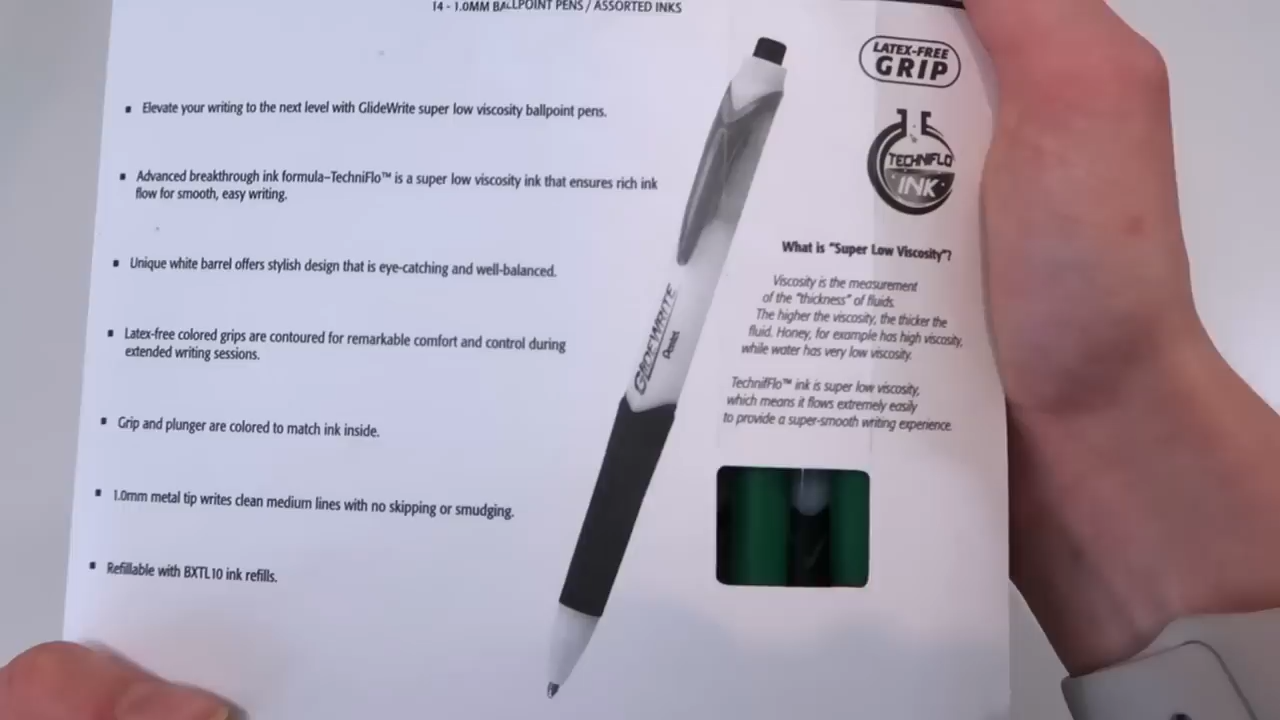 14 - 1.0MM BALLPOINT PENS / ASSORTED INKS
LATEX-FREE
GRIP
TECHNIFLO
INK
▪ Elevate your writing to the next level with GlideWrite super low viscosity ballpoint pens.
▪ Advanced breakthrough ink formula–TechniFlo™ is a super low viscosity ink that ensures rich ink
flow for smooth, easy writing.
▪ Unique white barrel offers stylish design that is eye-catching and well-balanced.
▪ Latex-free colored grips are contoured for remarkable comfort and control during
extended writing sessions.
▪ Grip and plunger are colored to match ink inside.
▪ 1.0mm metal tip writes clean medium lines with no skipping or smudging.
▪ Refillable with BXTL10 ink refills.
GLIDEWRITE
Pentel
What is "Super Low Viscosity"?
Viscosity is the measurement
of the "thickness" of fluids.
The higher the viscosity, the thicker the
fluid. Honey, for example has high viscosity,
while water has very low viscosity.
TechnifFlo™ ink is super low viscosity,
which means it flows extremely easily
to provide a super-smooth writing experience.